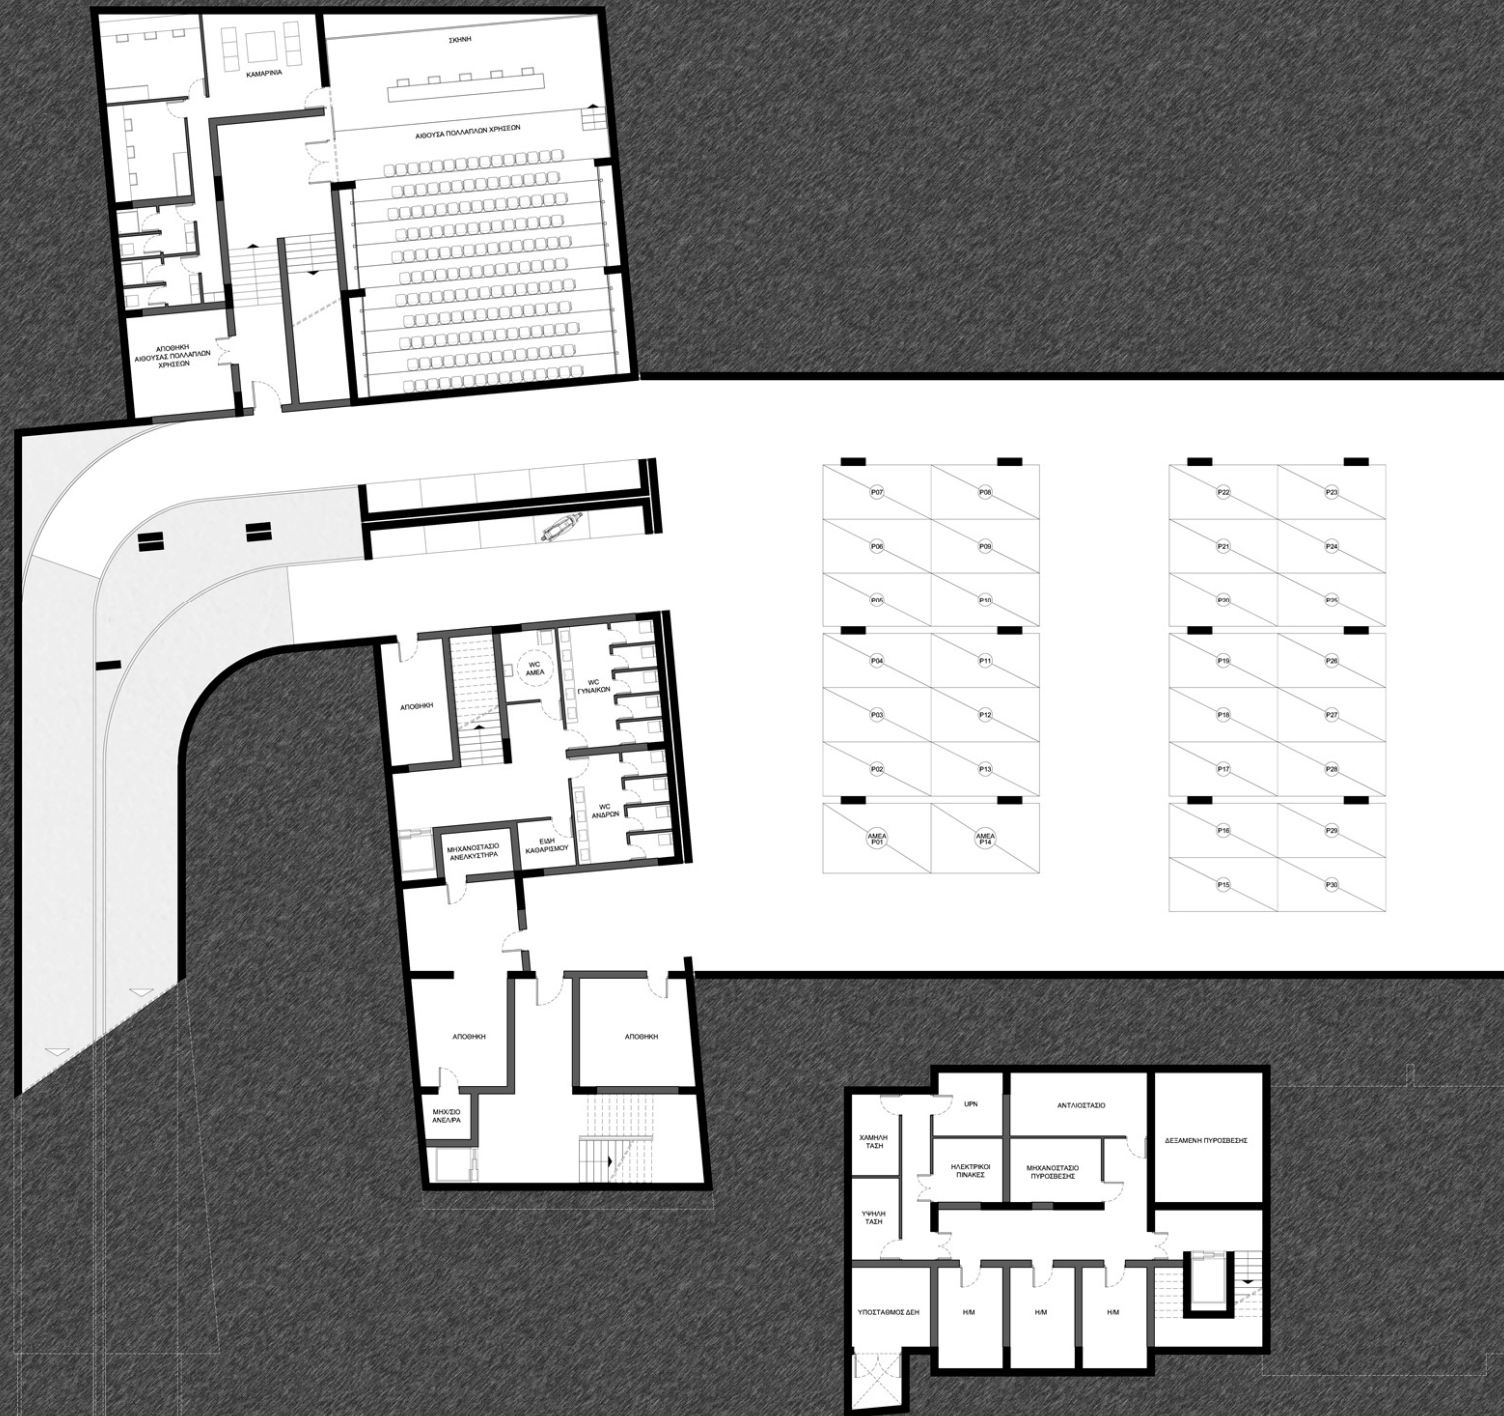 ΣΚΗΝΗ
ΚΑΜΑΡΙΝΙΑ
ΑΙΘΟΥΣΑ ΠΟΛΛΑΠΛΩΝ ΧΡΗΣΕΩΝ
ΑΠΟΘΗΚΗ
ΑΙΘΟΥΣΑΣ ΠΟΛΛΑΠΛΩΝ
ΧΡΗΣΕΩΝ
P07
P08
P22
P23
P06
P09
P21
P24
P05
P10
P20
P25
P04
P11
P19
P26
P03
P12
P18
P27
P02
P13
P17
P28
ΑΜΕΑ
P01
ΑΜΕΑ
P14
P16
P29
P15
P30
WC
ΑΜΕΑ
WC
ΓΥΝΑΙΚΩΝ
ΑΠΟΘΗΚΗ
WC
ΑΝΔΡΩΝ
ΜΗΧΑΝΟΣΤΑΣΙΟ
ΑΝΕΛΚΥΣΤΗΡΑ
ΕΙΔΗ
ΚΑΘΑΡΙΣΜΟΥ
ΑΠΟΘΗΚΗ
ΑΠΟΘΗΚΗ
ΜΗΧ/ΣΙΟ
ΑΝΕΛ/ΡΑ
UPN
ΑΝΤΛΙΟΣΤΑΣΙΟ
ΧΑΜΗΛΗ
ΤΑΣΗ
ΔΕΞΑΜΕΝΗ ΠΥΡΟΣΒΕΣΗΣ
ΗΛΕΚΤΡΙΚΟΙ
ΠΙΝΑΚΕΣ
ΜΗΧΑΝΟΣΤΑΣΙΟ
ΠΥΡΟΣΒΕΣΗΣ
ΥΨΗΛΗ
ΤΑΣΗ
ΥΠΟΣΤΑΘΜΟΣ ΔΕΗ
Η/Μ
Η/Μ
Η/Μ